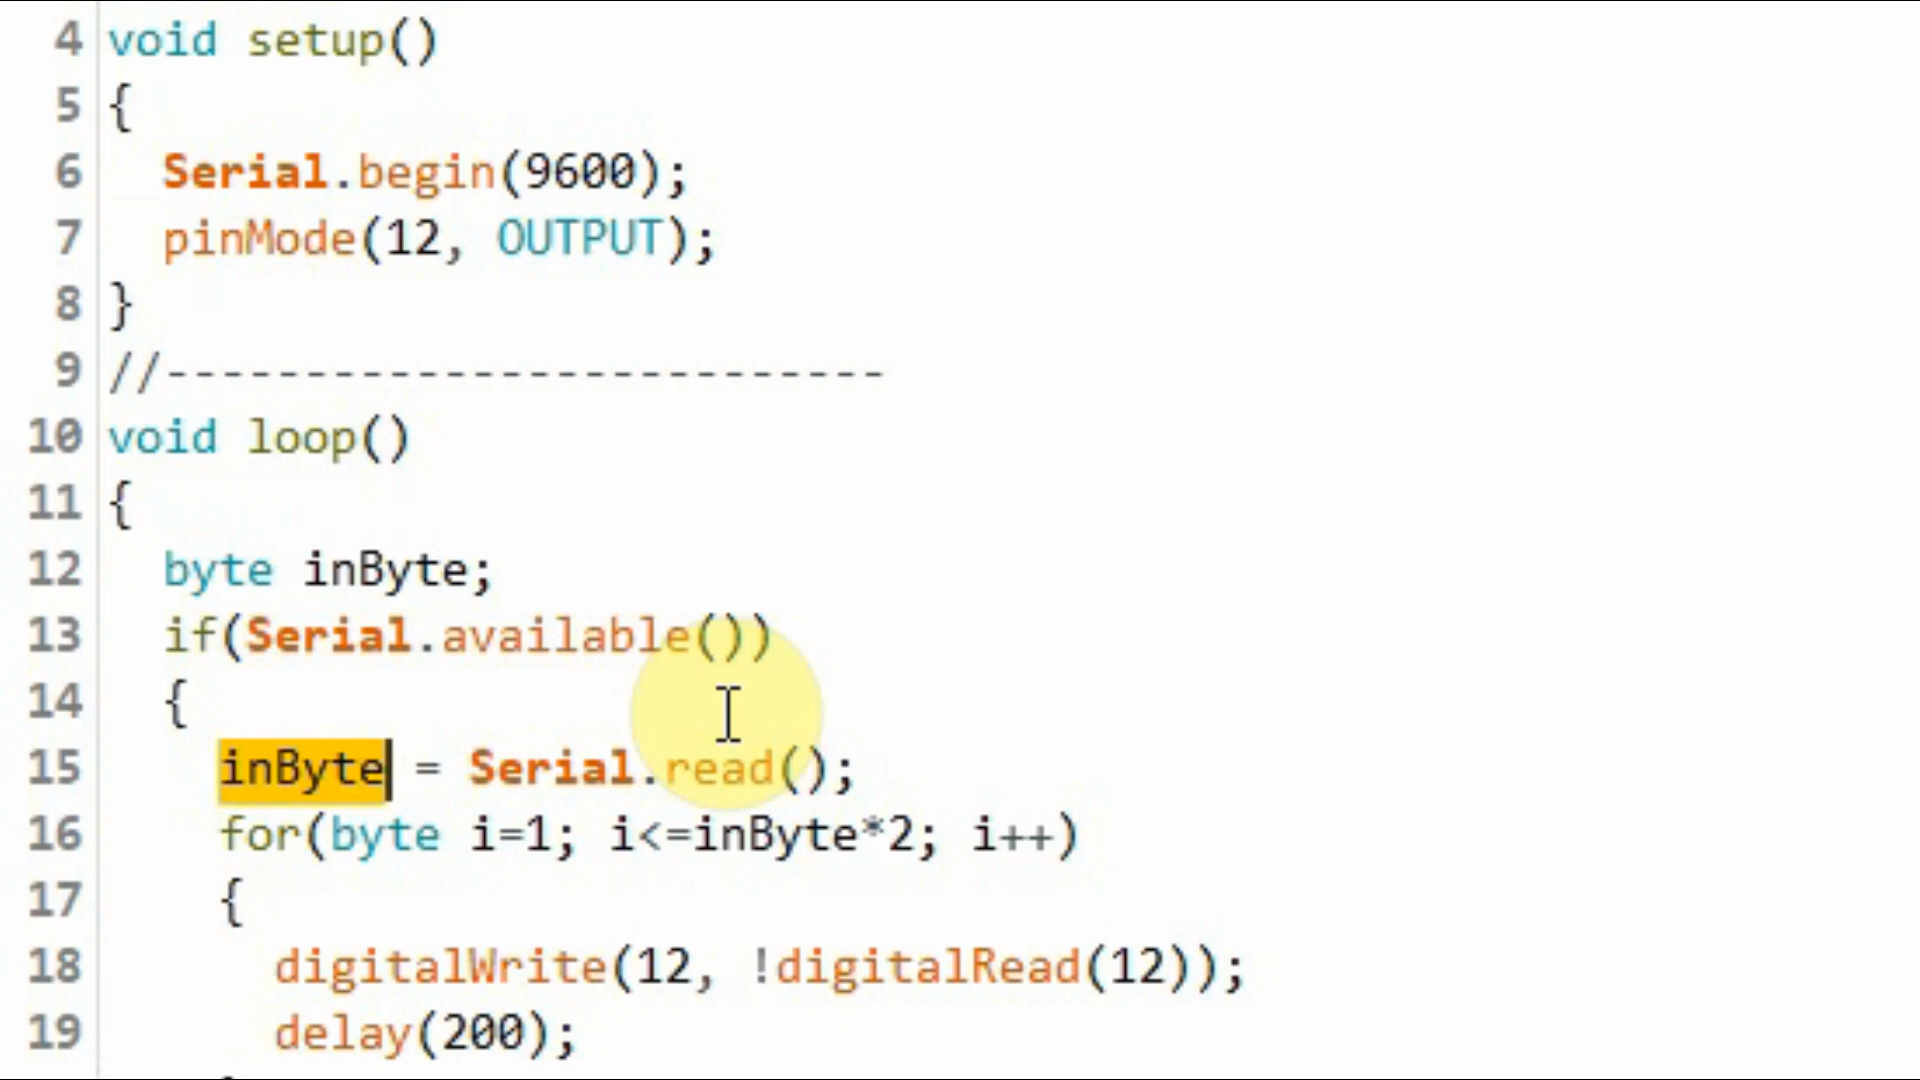 4 void setup()
5 {
6 Serial.begin(9600);
7 pinMode(12, OUTPUT);
8 }
9 //--------------------------
10 void loop()
11 {
12 byte inByte;
13 if(Serial.available())
14 {
15 inByte = Serial.read();
16 for(byte i=1; i<=inByte*2; i++)
17 {
18 digitalWrite(12, !digitalRead(12));
19 delay(200);